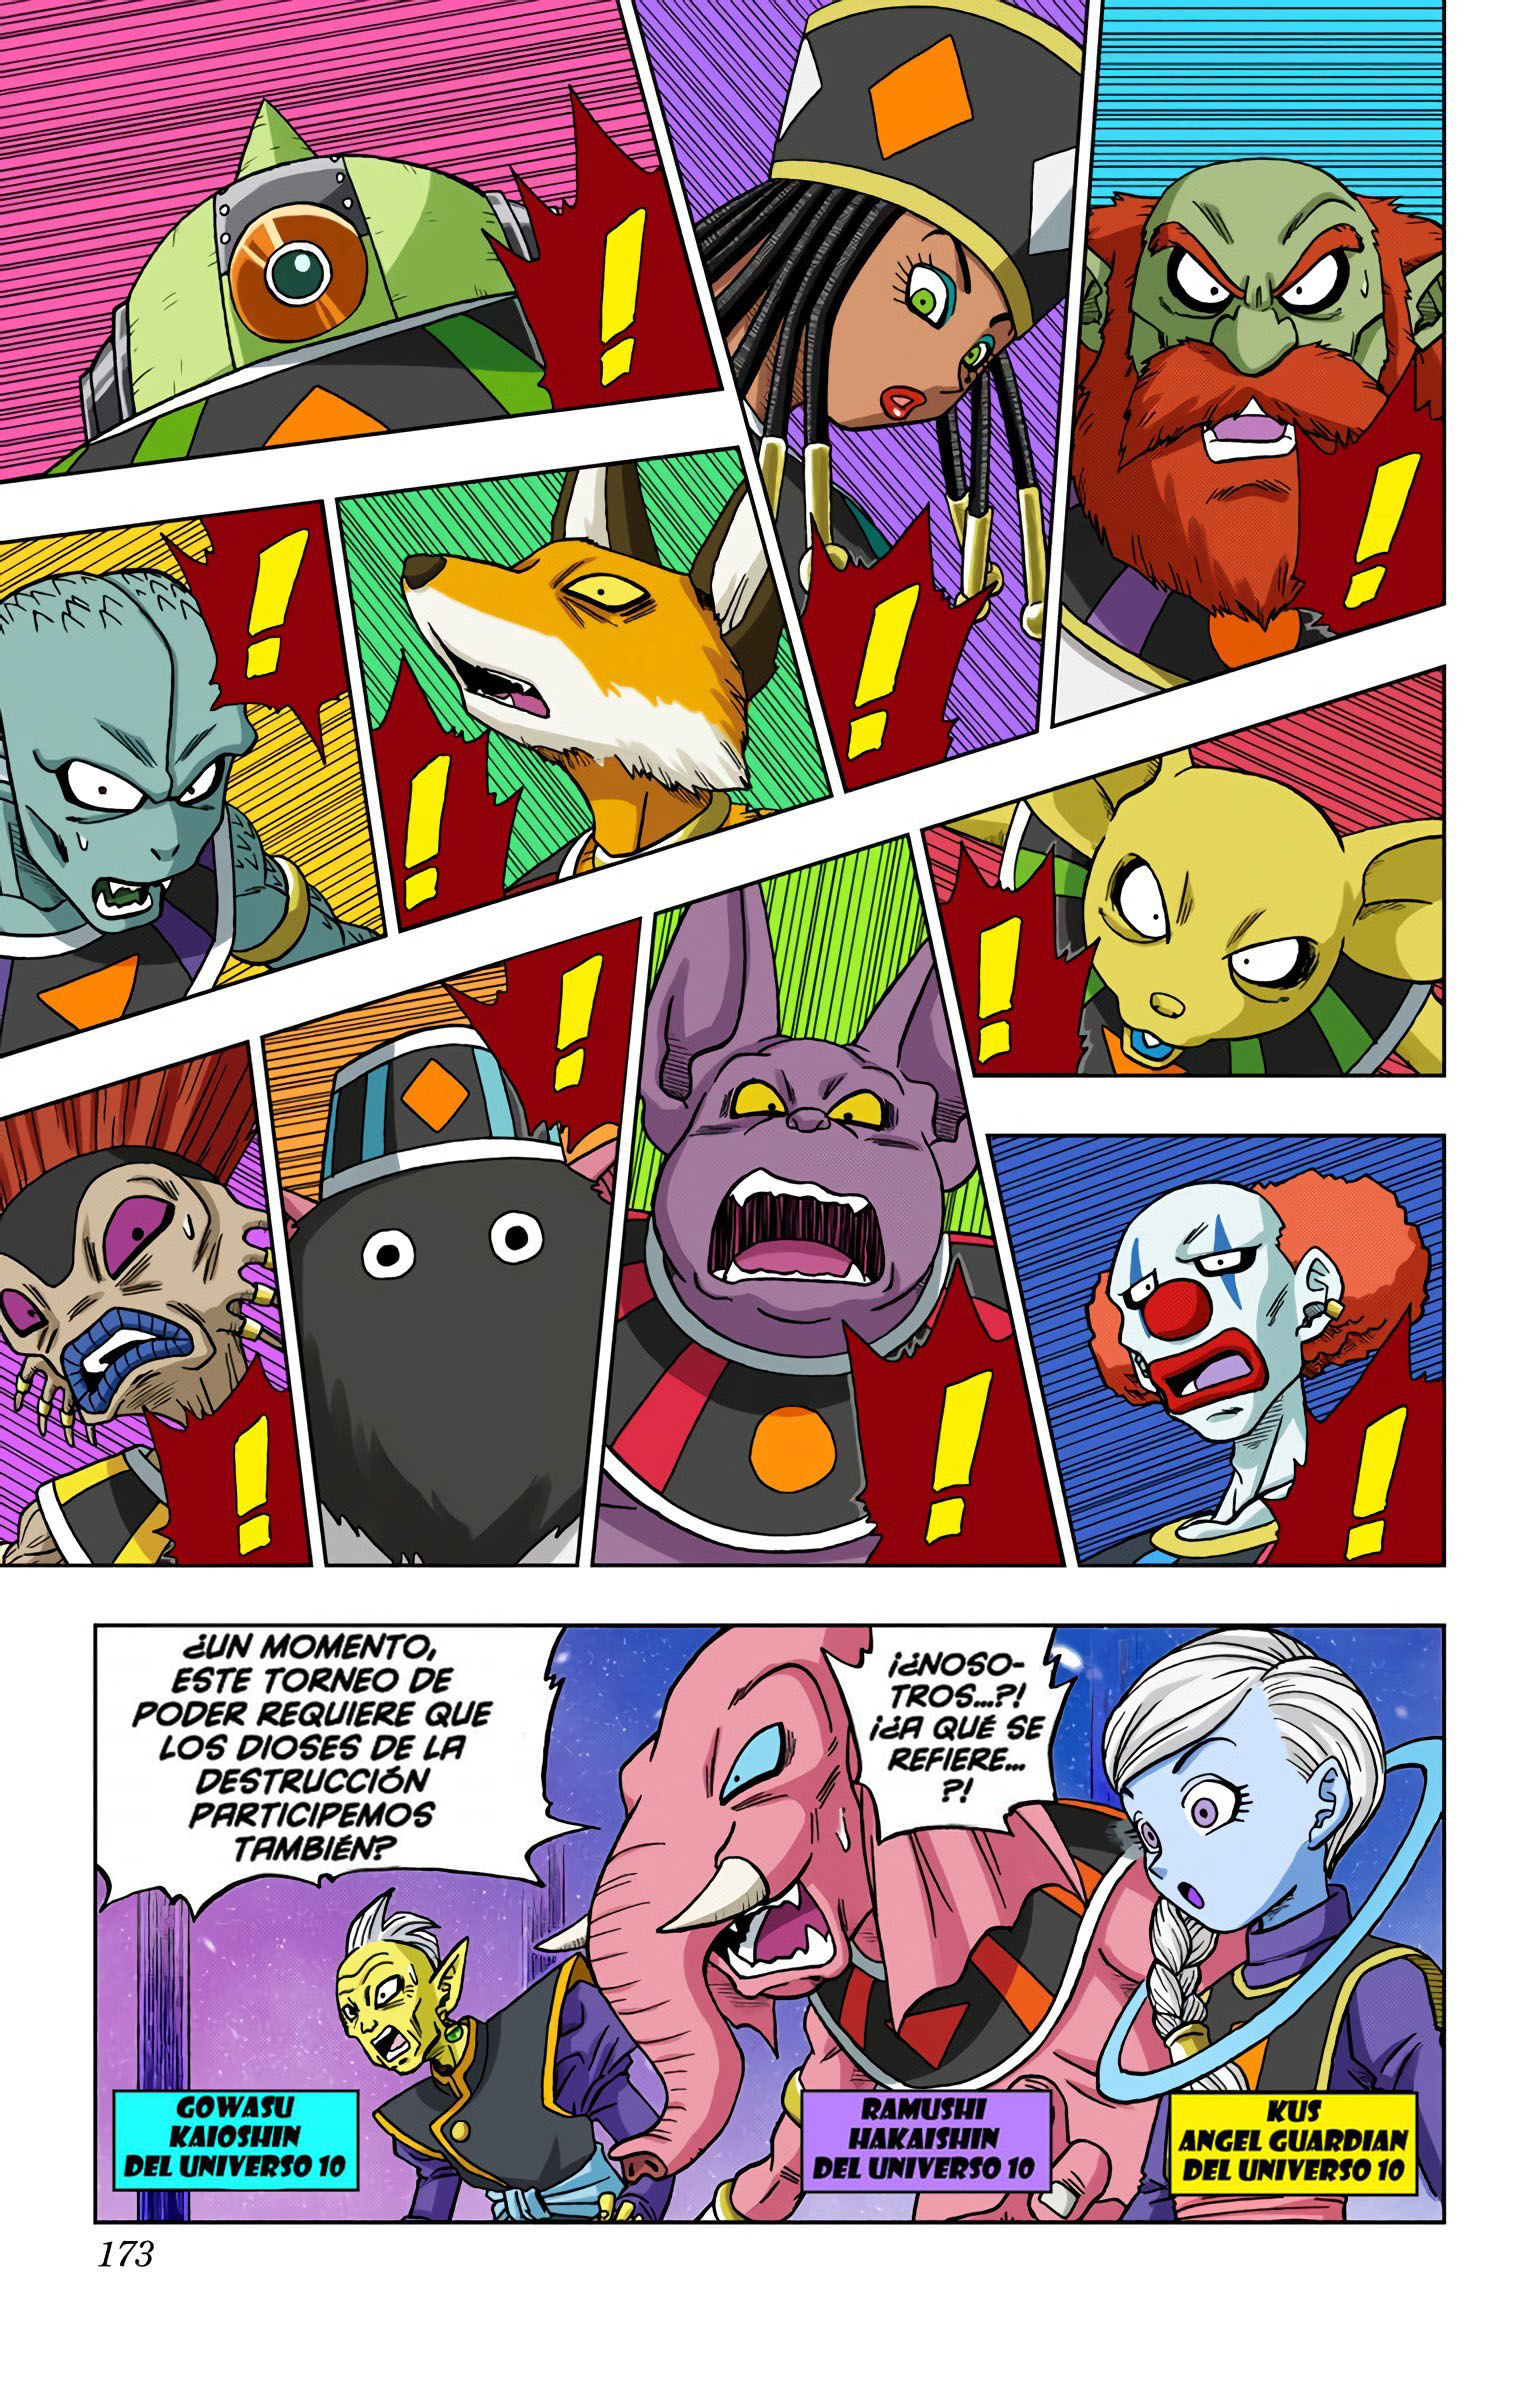 !
!
!
!
!
!
!
!
!
¡¿NOSO-
TROS...?!
¡¿A QUÉ SE
REFIERE...
?!
¿UN MOMENTO,
ESTE TORNEO DE
PODER REQUIERE QUE
LOS DIOSES DE LA
DESTRUCCIÓN
PARTICIPEMOS
TAMBIÉN?
KUS
ANGEL GUARDIAN
DEL UNIVERSO 10
RAMUSHI
HAKAISHIN
DEL UNIVERSO 10
GOWASU
KAIOSHIN
DEL UNIVERSO 10
173